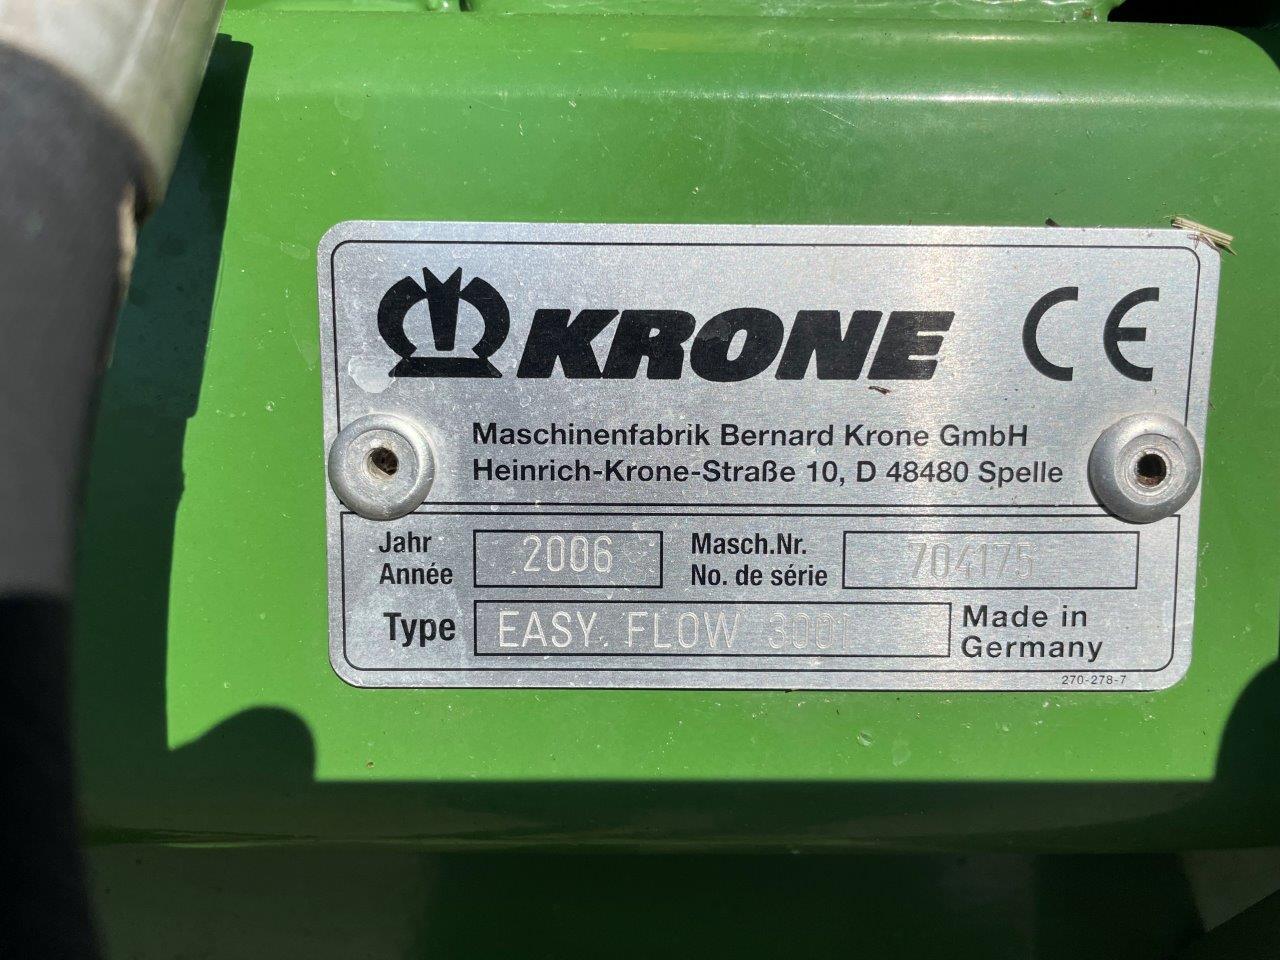 KRONE CE
Maschinenfabrik Bernard Krone GmbH
Heinrich-Krone-Straße 10, D 48480 Spelle
Jahr
Année
2006
Masch.Nr.
No. de série
704175
Type
EASY FLOW 3001
Made in
Germany
270-278-7